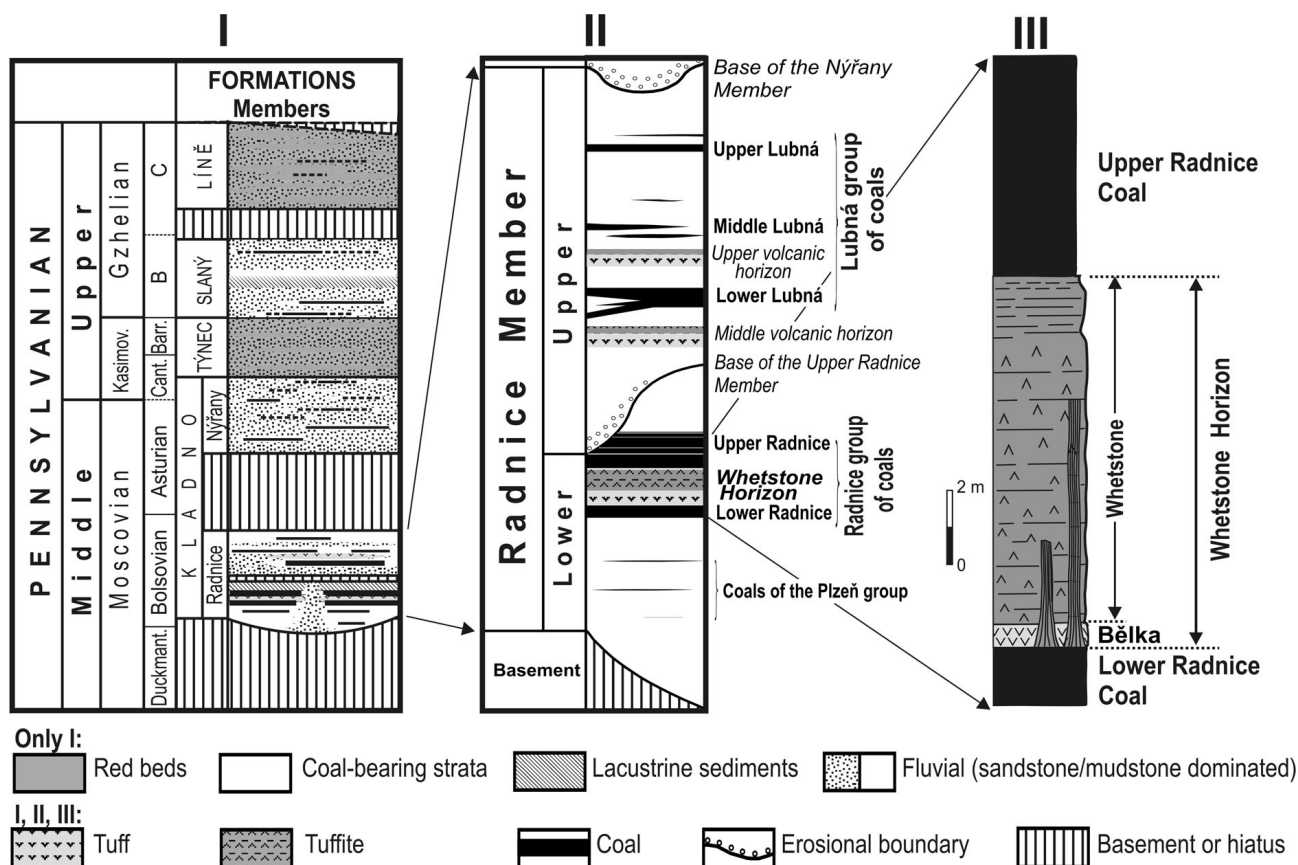 I
II
III
FORMATIONS
Members
PENNSYLVANIAN
Upper
Middle
Gzhelian
Kasimov.
Moscovian
C
B
Barr.
Cant.
Asturian
Bolsovian
Duckmant.
LÍNĚ
SLANÝ
TÝNEC
KLADNO
Nýřany
Radnice
Radnice Member
Upper
Lower
Basement
Base of the Nýřany
Member
Upper Lubná
Middle Lubná
Upper volcanic
horizon
Lower Lubná
Lubná group
of coals
Middle volcanic horizon
Base of the Upper Radnice
Member
Upper Radnice
Whetstone
Horizon
Lower Radnice
Radnice group
of coals
Coals of the Plzeň group
Upper Radnice
Coal
2 m
0
Whetstone
Whetstone Horizon
Bělka
Lower Radnice
Coal
Only I:
Red beds
Coal-bearing strata
Lacustrine sediments
Fluvial (sandstone/mudstone dominated)
I, II, III:
Tuff
Tuffite
Coal
Erosional boundary
Basement or hiatus